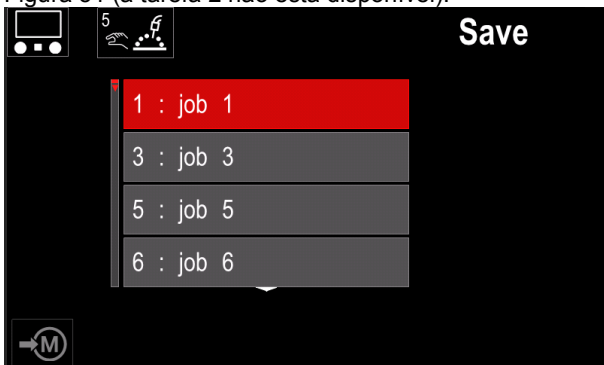 Figura (a tarefa 2 não está disponível).
5
Save
1 : job 1
3 : job 3
5 : job 5
6 : job 6
M